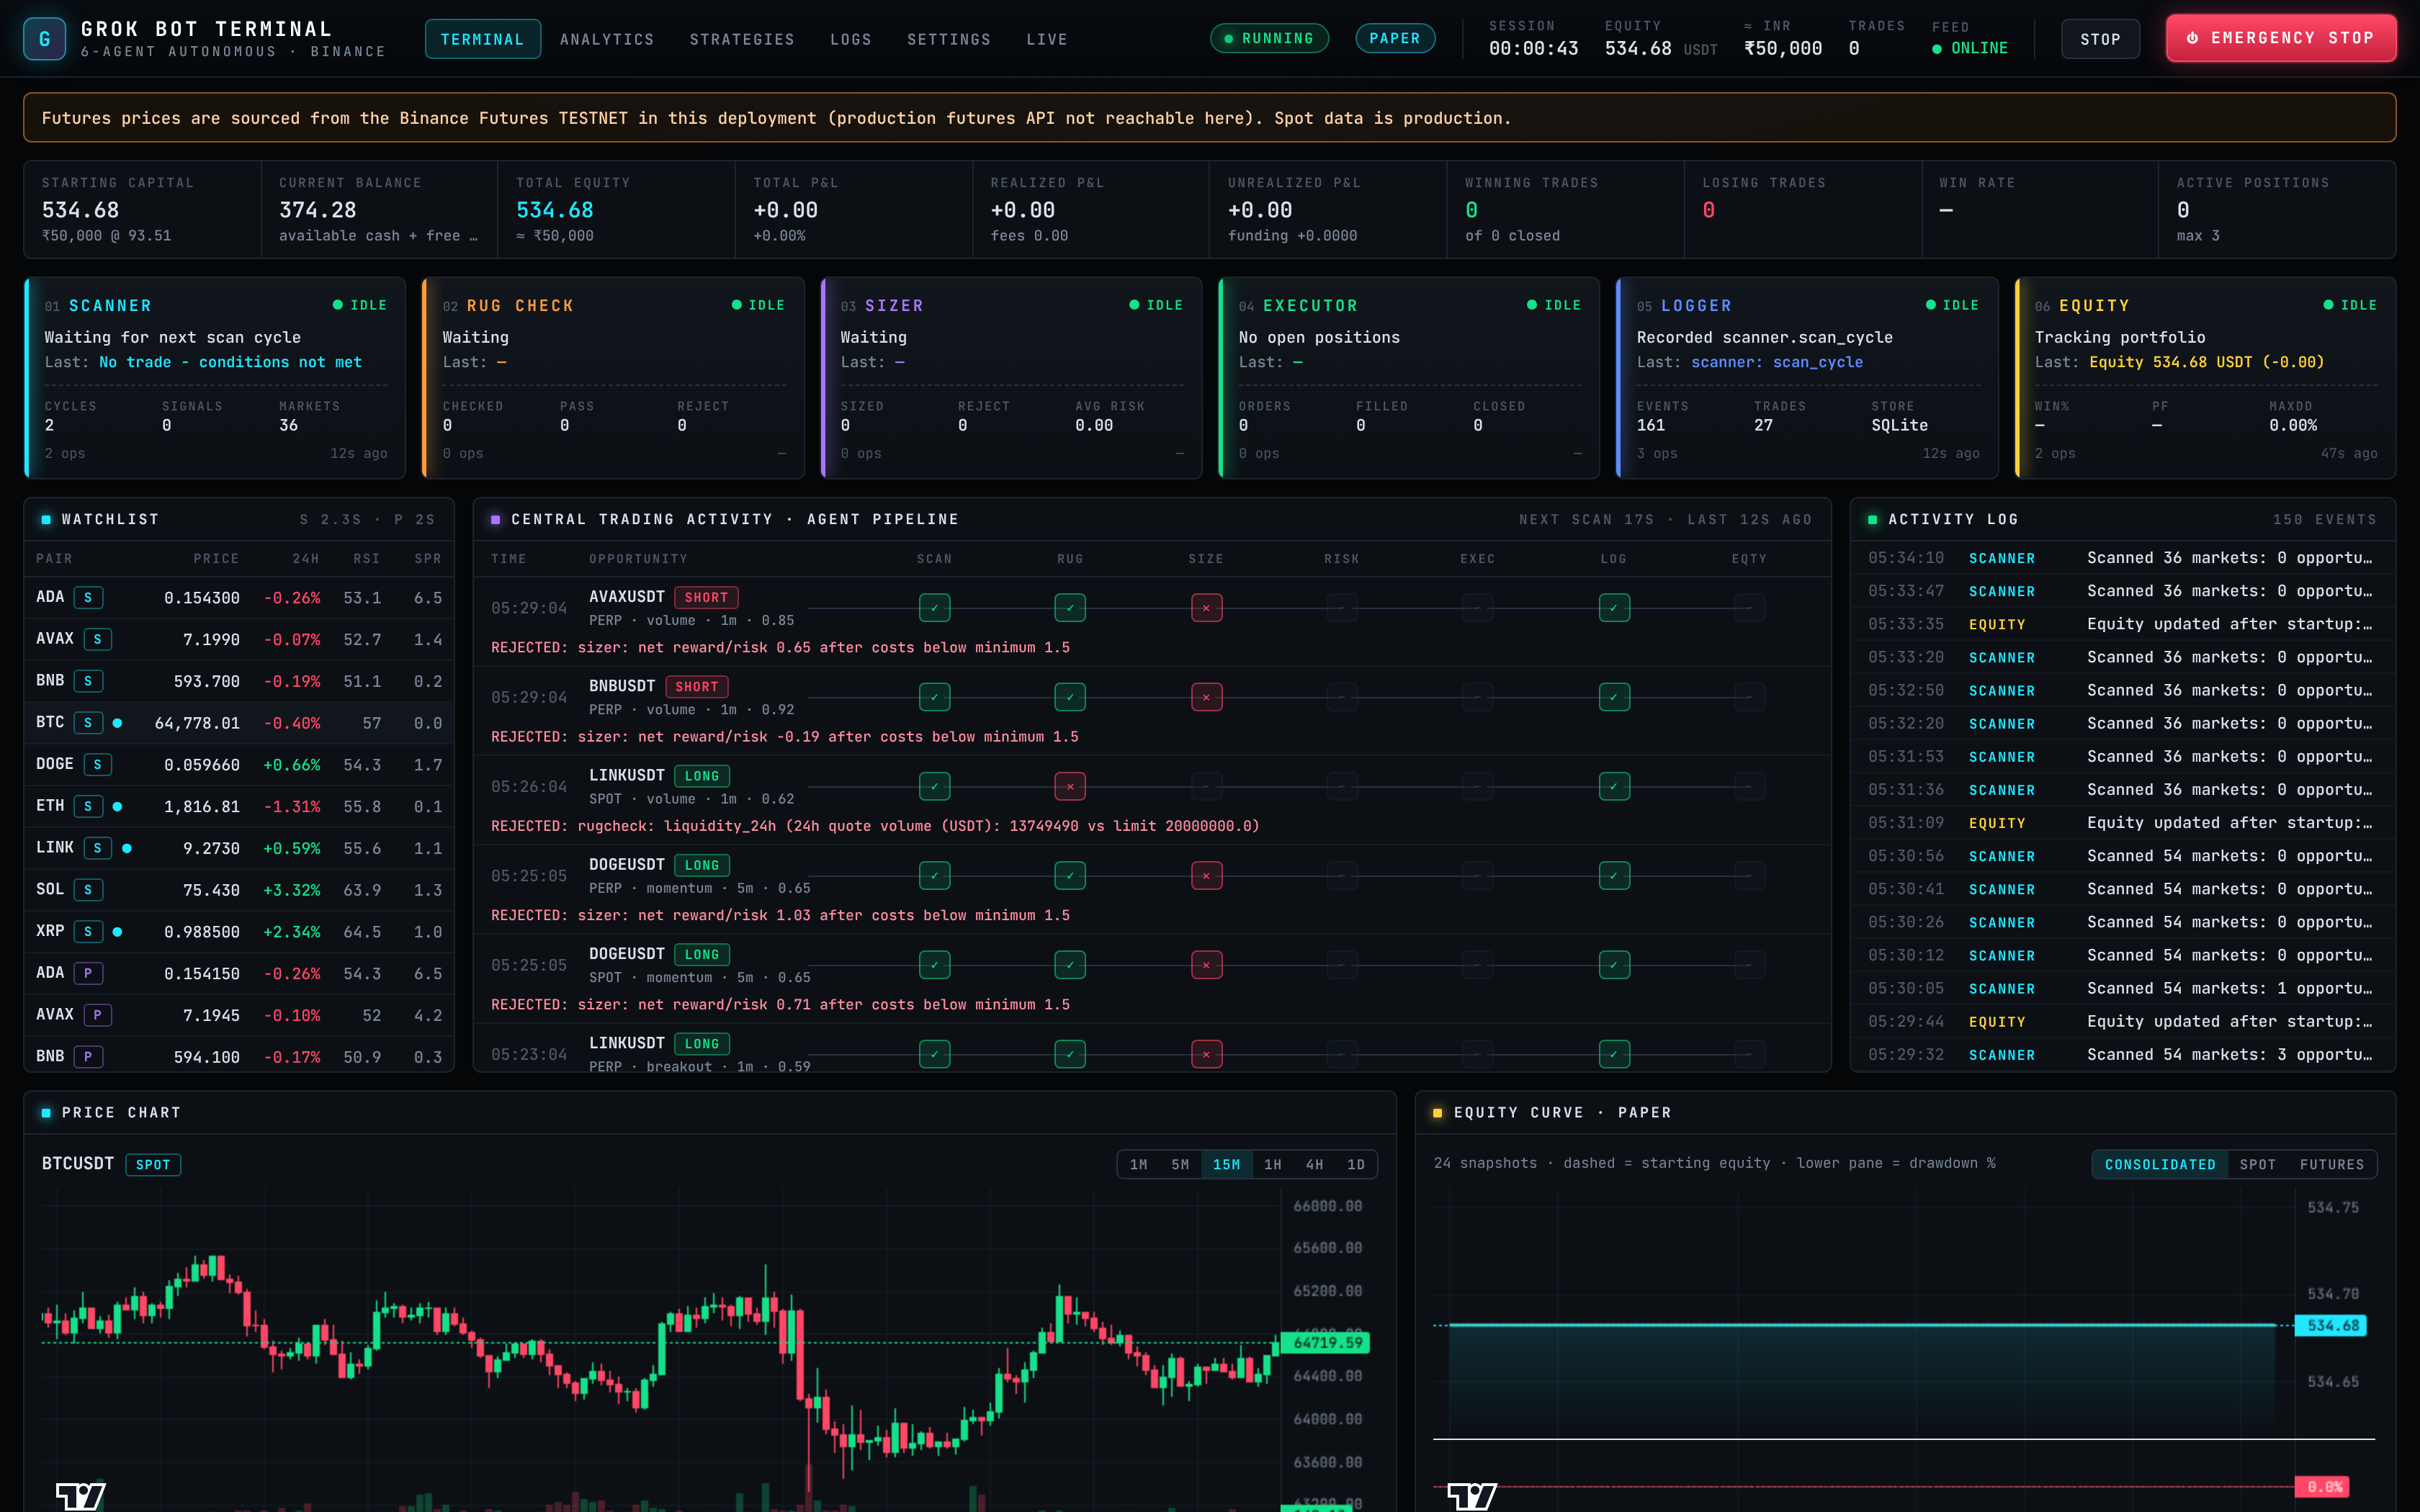 G
GROK BOT TERMINAL
6-AGENT AUTONOMOUS · BINANCE
TERMINAL ANALYTICS STRATEGIES LOGS SETTINGS LIVE
RUNNING PAPER
SESSION 00:00:43
EQUITY 534.68 USDT
≈ INR ₹50,000
TRADES 0
FEED ONLINE
STOP
EMERGENCY STOP
Futures prices are sourced from the Binance Futures TESTNET in this deployment (production futures API not reachable here). Spot data is production.
STARTING CAPITAL
534.68
₹50,000 @ 93.51
CURRENT BALANCE
374.28
available cash + free …
TOTAL EQUITY
534.68
≈ ₹50,000
TOTAL P&L
+0.00
+0.00%
REALIZED P&L
+0.00
fees 0.00
UNREALIZED P&L
+0.00
funding +0.0000
WINNING TRADES
0
of 0 closed
LOSING TRADES
0
WIN RATE
—
ACTIVE POSITIONS
0
max 3
01 SCANNER IDLE
Waiting for next scan cycle
Last: No trade - conditions not met
CYCLES SIGNALS MARKETS
2 0 36
2 ops 12s ago
02 RUG CHECK IDLE
Waiting
Last: —
CHECKED PASS REJECT
0 0 0
0 ops —
03 SIZER IDLE
Waiting
Last: —
SIZED REJECT AVG RISK
0 0 0.00
0 ops —
04 EXECUTOR IDLE
No open positions
Last: —
ORDERS FILLED CLOSED
0 0 0
0 ops —
05 LOGGER IDLE
Recorded scanner.scan_cycle
Last: scanner: scan_cycle
EVENTS TRADES STORE
161 27 SQLite
3 ops 12s ago
06 EQUITY IDLE
Tracking portfolio
Last: Equity 534.68 USDT (-0.00)
WIN% PF MAXDD
— — 0.00%
2 ops 47s ago
WATCHLIST S 2.3S · P 2S
PAIR PRICE 24H RSI SPR
ADA S 0.154300 -0.26% 53.1 6.5
AVAX S 7.1990 -0.07% 52.7 1.4
BNB S 593.700 -0.19% 51.1 0.2
BTC S 64,778.01 -0.40% 57 0.0
DOGE S 0.059660 +0.66% 54.3 1.7
ETH S 1,816.81 -1.31% 55.8 0.1
LINK S 9.2730 +0.59% 55.6 1.1
SOL S 75.430 +3.32% 63.9 1.3
XRP S 0.988500 +2.34% 64.5 1.0
ADA P 0.154150 -0.26% 54.3 6.5
AVAX P 7.1945 -0.10% 52 4.2
BNB P 594.100 -0.17% 50.9 0.3
CENTRAL TRADING ACTIVITY · AGENT PIPELINE NEXT SCAN 17S · LAST 12S AGO
TIME OPPORTUNITY SCAN RUG SIZE RISK EXEC LOG EQTY
05:29:04 AVAXUSDT SHORT
PERP · volume · 1m · 0.85
REJECTED: sizer: net reward/risk 0.65 after costs below minimum 1.5
05:29:04 BNBUSDT SHORT
PERP · volume · 1m · 0.92
REJECTED: sizer: net reward/risk -0.19 after costs below minimum 1.5
05:26:04 LINKUSDT LONG
SPOT · volume · 1m · 0.62
REJECTED: rugcheck: liquidity_24h (24h quote volume (USDT): 13749490 vs limit 20000000.0)
05:25:05 DOGEUSDT LONG
PERP · momentum · 5m · 0.65
REJECTED: sizer: net reward/risk 1.03 after costs below minimum 1.5
05:25:05 DOGEUSDT LONG
SPOT · momentum · 5m · 0.65
REJECTED: sizer: net reward/risk 0.71 after costs below minimum 1.5
05:23:04 LINKUSDT LONG
PERP · breakout · 1m · 0.59
ACTIVITY LOG 150 EVENTS
05:34:10 SCANNER Scanned 36 markets: 0 opportu…
05:33:47 SCANNER Scanned 36 markets: 0 opportu…
05:33:35 EQUITY Equity updated after startup:…
05:33:20 SCANNER Scanned 36 markets: 0 opportu…
05:32:50 SCANNER Scanned 36 markets: 0 opportu…
05:32:20 SCANNER Scanned 36 markets: 0 opportu…
05:31:53 SCANNER Scanned 36 markets: 0 opportu…
05:31:36 SCANNER Scanned 36 markets: 0 opportu…
05:31:09 EQUITY Equity updated after startup:…
05:30:56 SCANNER Scanned 54 markets: 0 opportu…
05:30:41 SCANNER Scanned 54 markets: 0 opportu…
05:30:26 SCANNER Scanned 54 markets: 0 opportu…
05:30:12 SCANNER Scanned 54 markets: 0 opportu…
05:30:05 SCANNER Scanned 54 markets: 1 opportu…
05:29:44 EQUITY Equity updated after startup:…
05:29:32 SCANNER Scanned 54 markets: 3 opportu…
PRICE CHART
BTCUSDT SPOT 1M 5M 15M 1H 4H 1D
66000.00
65600.00
65200.00
64719.59
64400.00
64000.00
63600.00
63200.00
EQUITY CURVE · PAPER
24 snapshots · dashed = starting equity · lower pane = drawdown % CONSOLIDATED SPOT FUTURES
534.75
534.70
534.68
534.65
0.0%